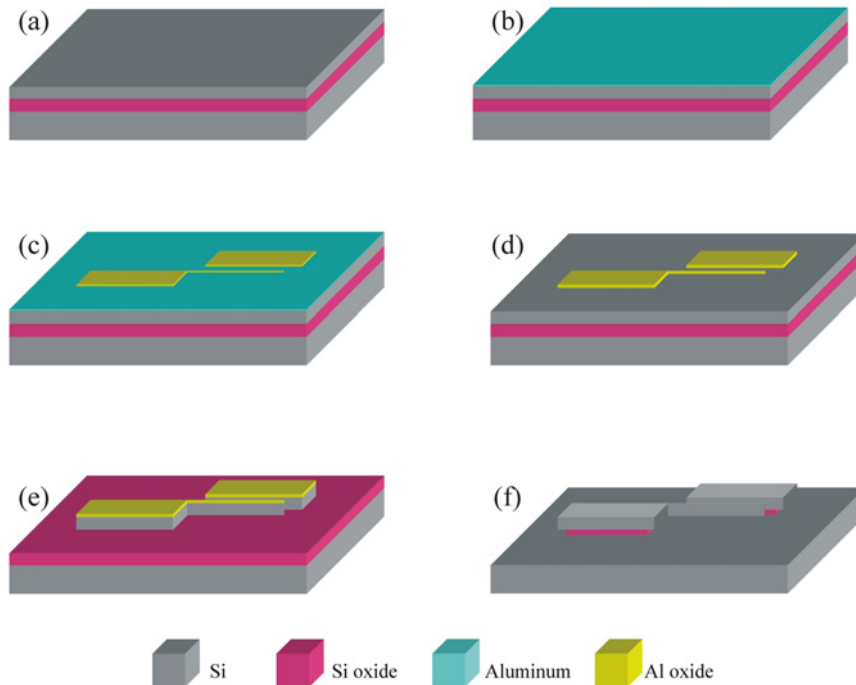 (a)
(b)
(c)
(d)
(e)
(f)
Si
Si oxide
Aluminum
Al oxide